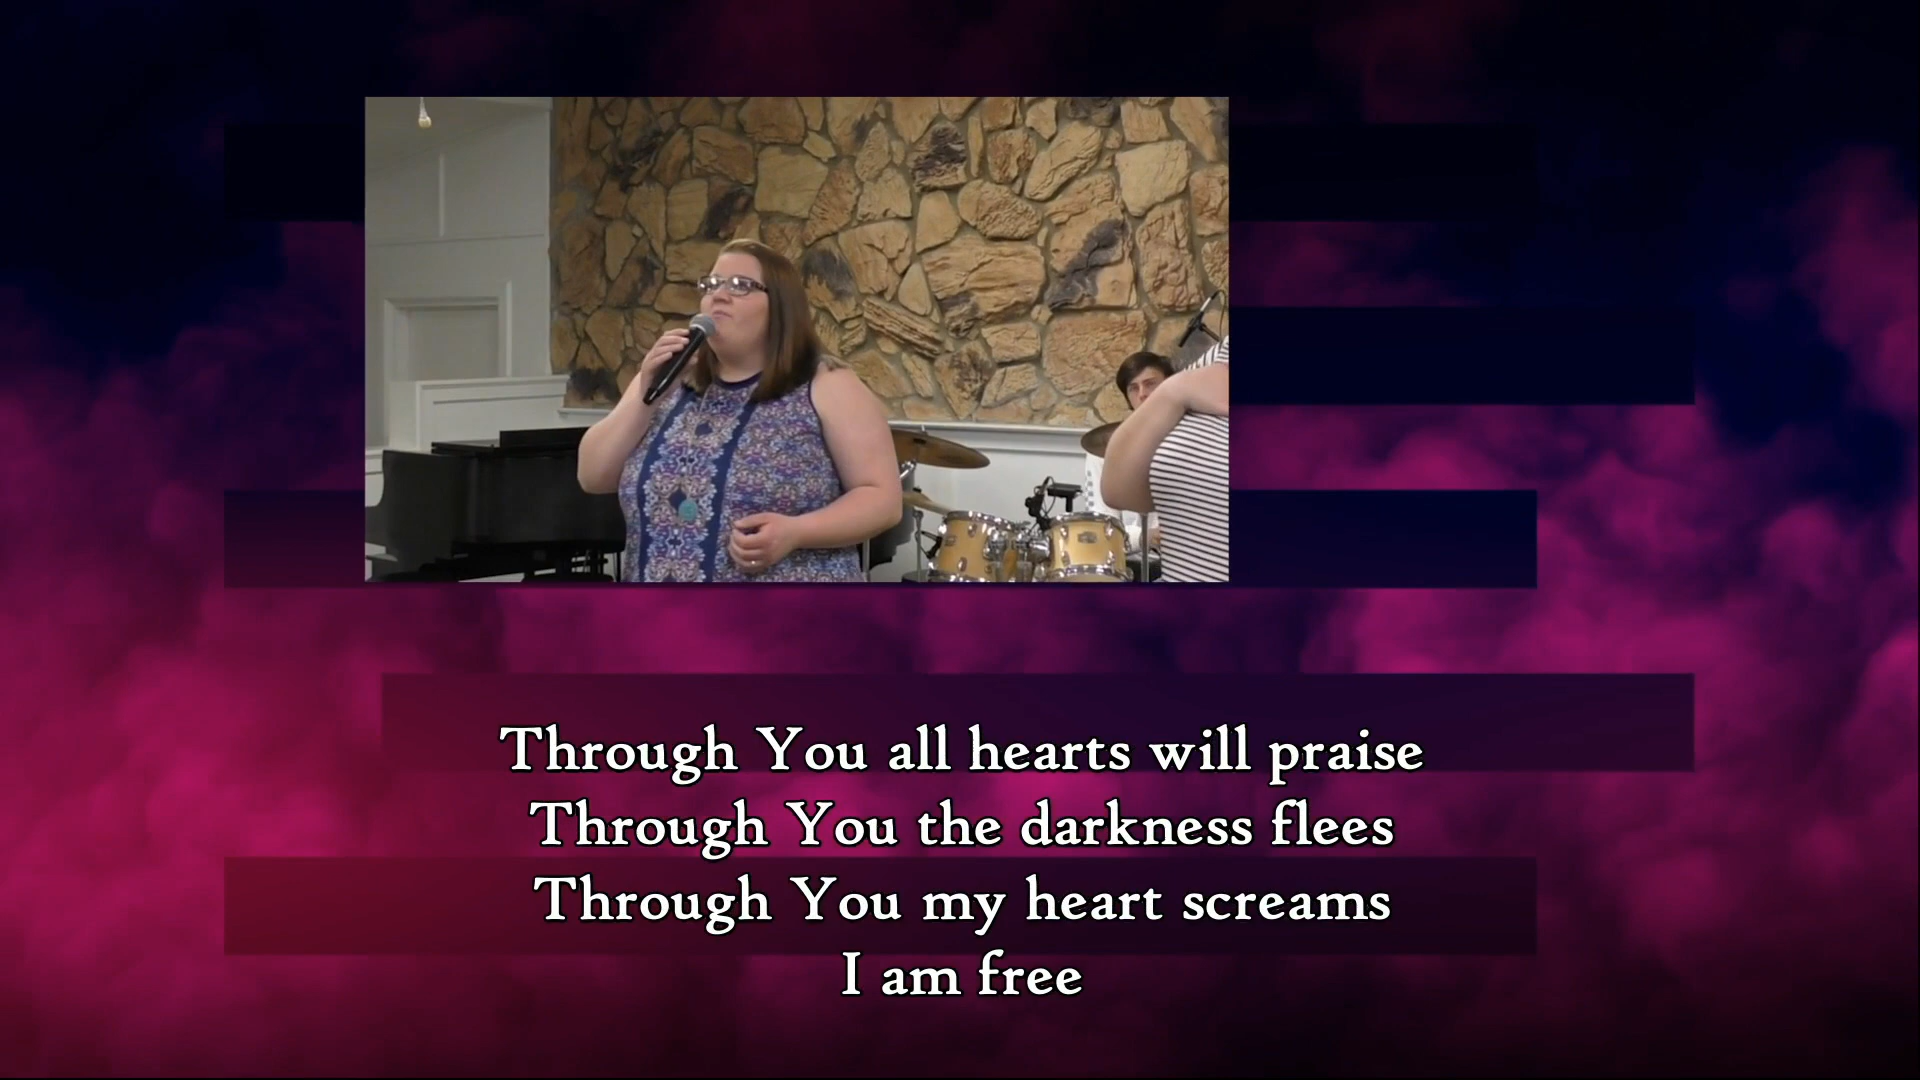 Through You all hearts will praise
Through You the darkness flees
Through You my heart screams
I am free